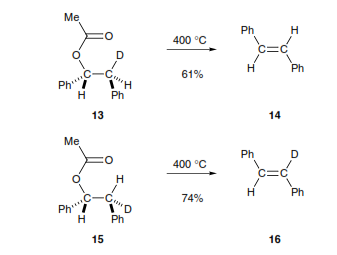 Me
O
O D
Ph C C H
H Ph
13
400 °C
61%
Ph H
C=C
H Ph
14
Me
O
O H
Ph C C D
H Ph
15
400 °C
74%
Ph D
C=C
H Ph
16